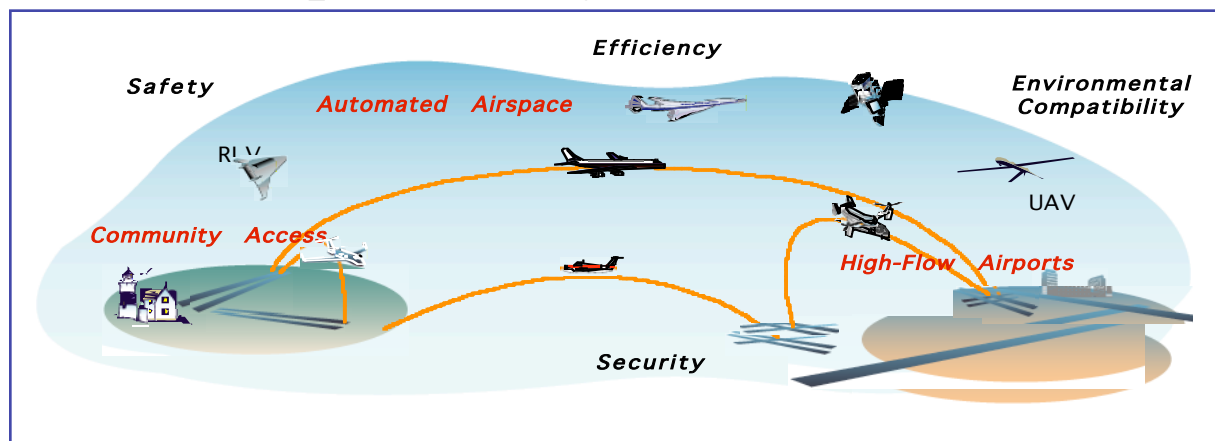 Efficiency
Safety
Environmental
Compatibility
Automated Airspace
RLV
UAV
Community Access
High-Flow Airports
Security